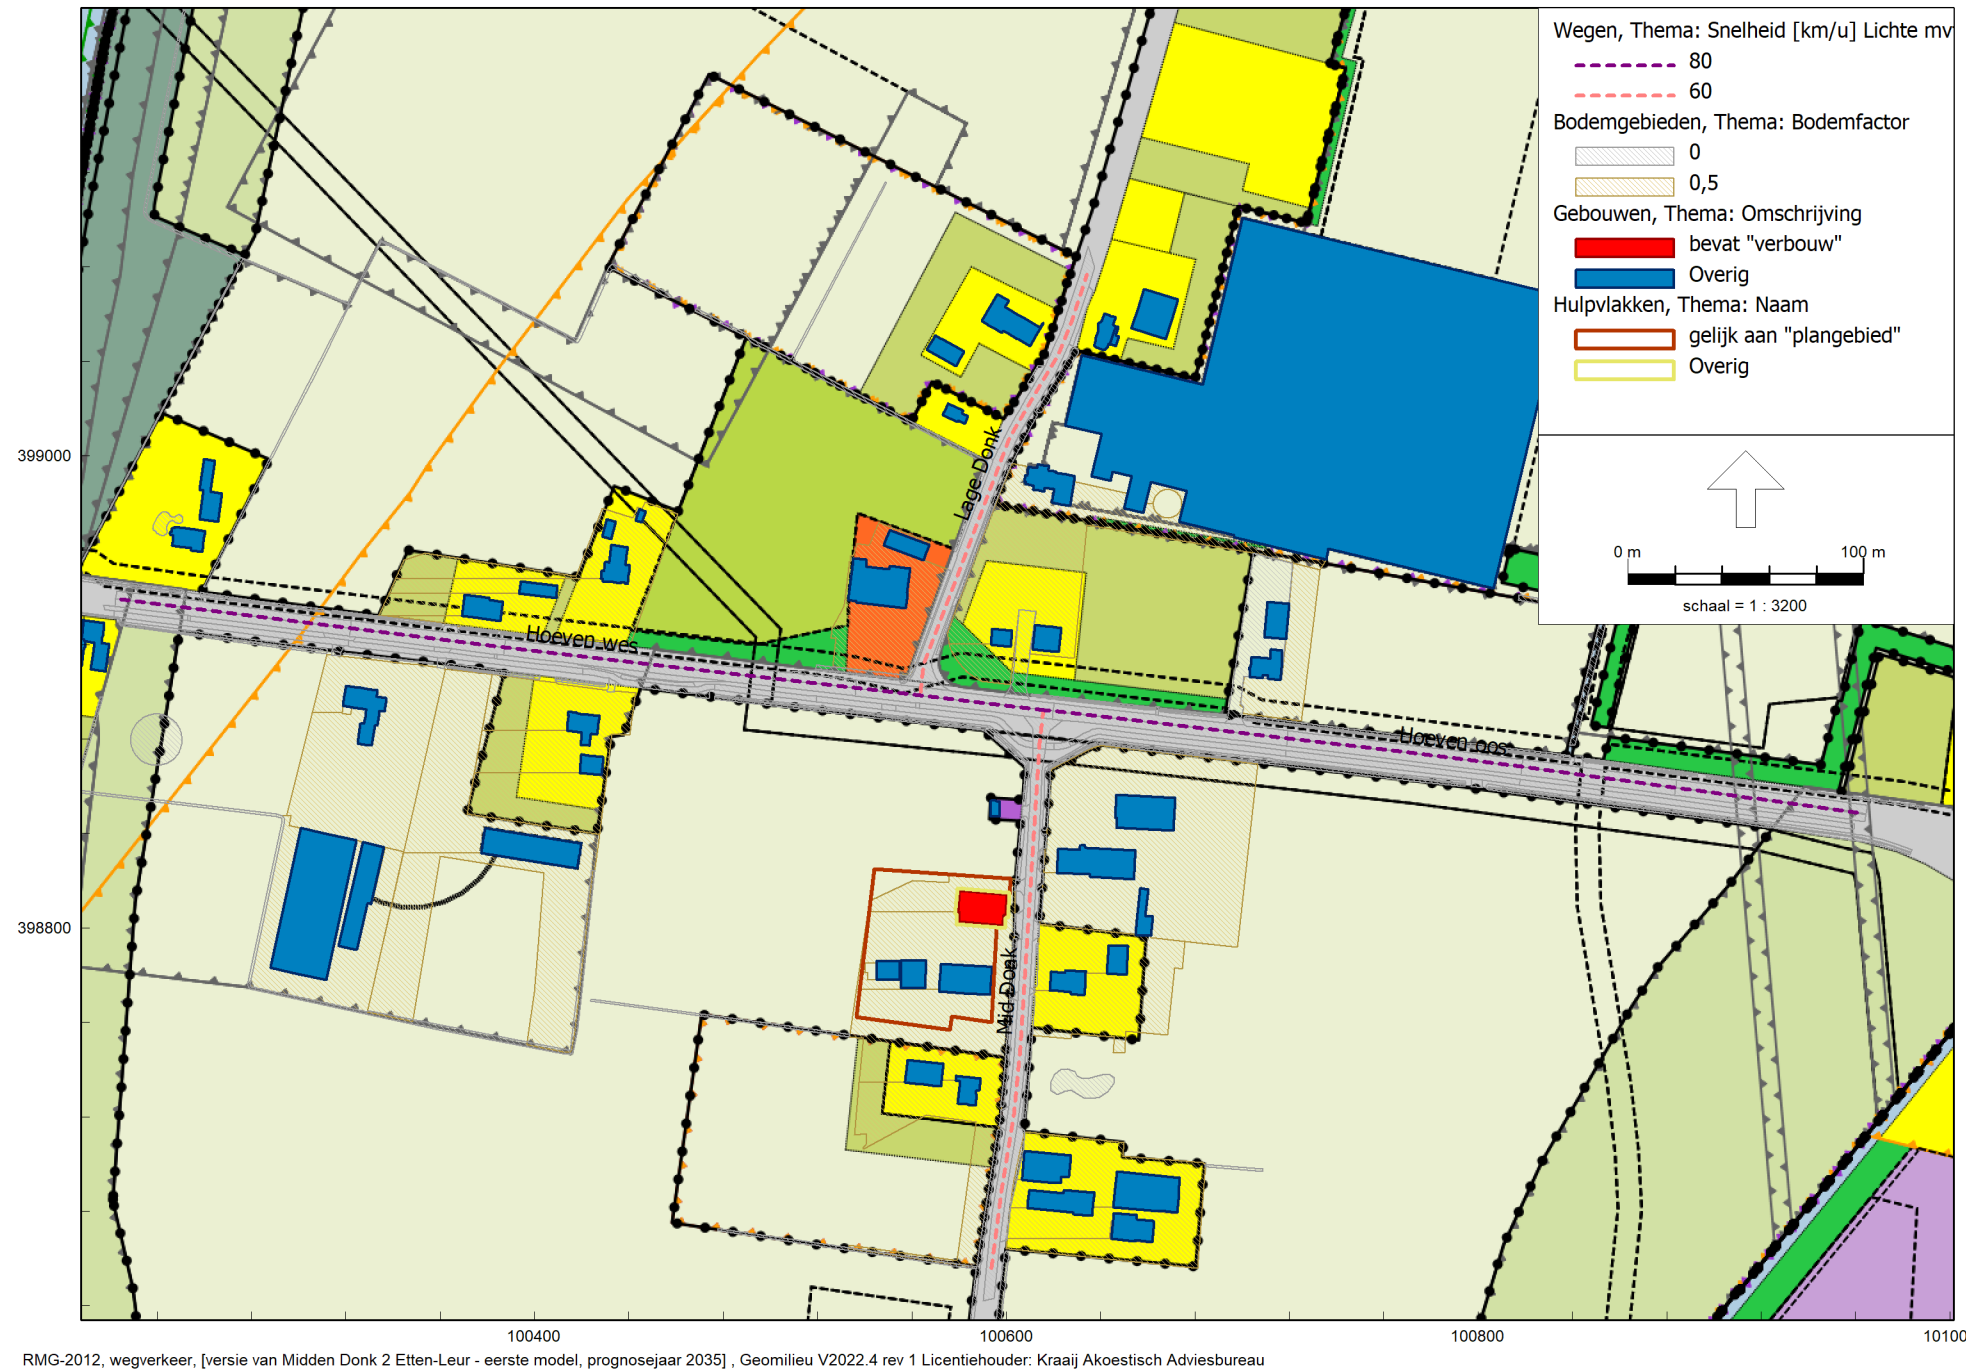 Wegen, Thema: Snelheid [km/u] Lichte mv
80
60
Bodemgebieden, Thema: Bodemfactor
0
0,5
Gebouwen, Thema: Omschrijving
bevat "verbouw"
Overig
Hulpvlakken, Thema: Naam
gelijk aan "plangebied"
Overig
0 m 100 m
schaal = 1 : 3200
399000
Lage Donk
Hoeven wes
Hoeven oos
398800
Mid Donk
100400 100600 100800 10100
RMG-2012, wegverkeer, [versie van Midden Donk 2 Etten-Leur - eerste model, prognosejaar 2035] , Geomilieu V2022.4 rev 1 Licentiehouder: Kraaij Akoestisch Adviesbureau